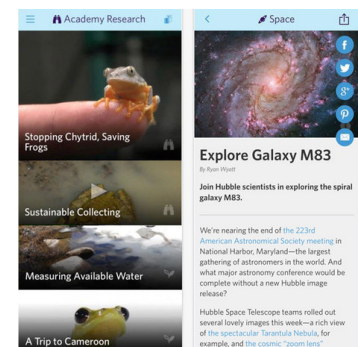 Academy Research
Stopping Chytrid, Saving
Frogs
Sustainable Collecting
Measuring Available Water
A Trip to Cameroon
Space
Explore Galaxy M83
By Ryan Wyatt
Join Hubble scientists in exploring the spiral
galaxy M83.
We're nearing the end of the 223rd
American Astronomical Society meeting in
National Harbor, Maryland—the largest
gathering of astronomers in the world. And
what major astronomy conference would be
complete without a new Hubble image
release?
Hubble Space Telescope teams rolled out
several lovely images this week—a rich view
of the spectacular Tarantula Nebula, for
example, and the cosmic "zoom lens"